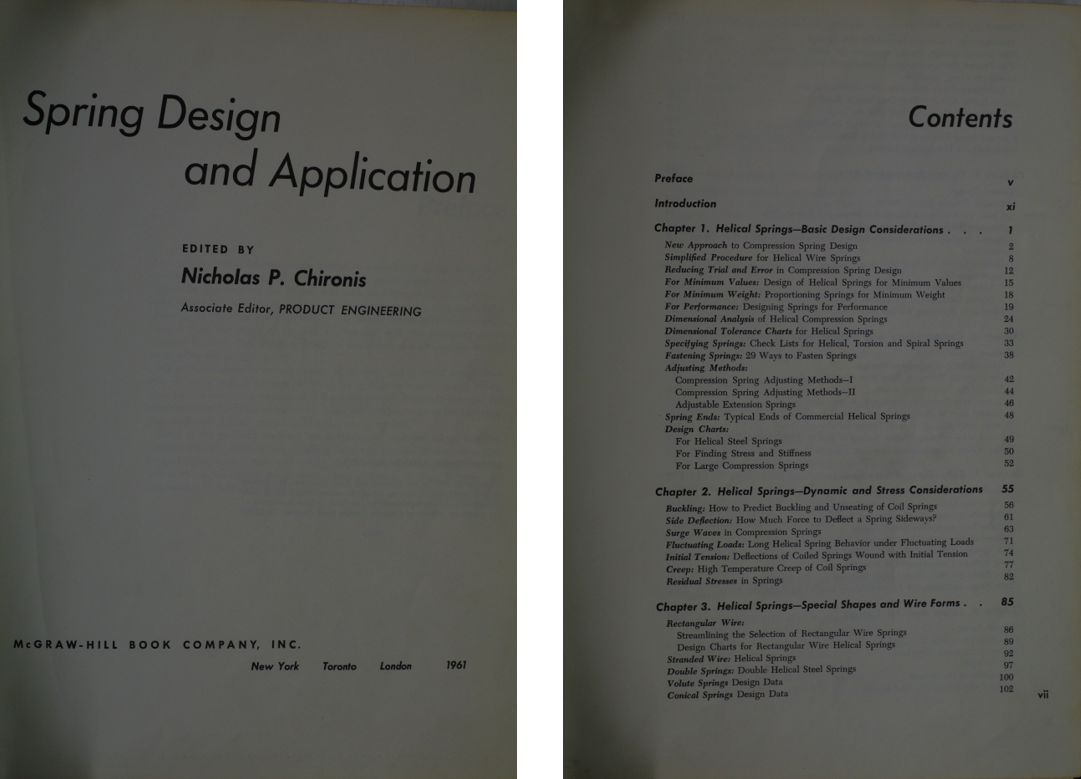 Spring Design
and Application
EDITED BY
Nicholas P. Chironis
Associate Editor, PRODUCT ENGINEERING
McGRAW-HILL BOOK COMPANY, INC.
New York Toronto London 1961
Contents
Preface v
Introduction xi
Chapter 1. Helical Springs—Basic Design Considerations . . . 1
New Approach to Compression Spring Design 2
Simplified Procedure for Helical Wire Springs 8
Reducing Trial and Error in Compression Spring Design 12
For Minimum Values: Design of Helical Springs for Minimum Values 15
For Minimum Weight: Proportioning Springs for Minimum Weight 18
For Performance: Designing Springs for Performance 19
Dimensional Analysis of Helical Compression Springs 24
Dimensional Tolerance Charts for Helical Springs 30
Specifying Springs: Check Lists for Helical, Torsion and Spiral Springs 33
Fastening Springs: 29 Ways to Fasten Springs 38
Adjusting Methods:
Compression Spring Adjusting Methods—I 42
Compression Spring Adjusting Methods—II 44
Adjustable Extension Springs 46
Spring Ends: Typical Ends of Commercial Helical Springs 48
Design Charts:
For Helical Steel Springs 49
For Finding Stress and Stiffness 50
For Large Compression Springs 52
Chapter 2. Helical Springs—Dynamic and Stress Considerations 55
Buckling: How to Predict Buckling and Unseating of Coil Springs 56
Side Deflection: How Much Force to Deflect a Spring Sideways? 61
Surge Waves in Compression Springs 63
Fluctuating Loads: Long Helical Spring Behavior under Fluctuating Loads 71
Initial Tension: Deflections of Coiled Springs Wound with Initial Tension 74
Creep: High Temperature Creep of Coil Springs 77
Residual Stresses in Springs 82
Chapter 3. Helical Springs—Special Shapes and Wire Forms . . 85
Rectangular Wire:
Streamlining the Selection of Rectangular Wire Springs 86
Design Charts for Rectangular Wire Helical Springs 89
Stranded Wire: Helical Springs 92
Double Springs: Double Helical Steel Springs 97
Volute Springs Design Data 100
Conical Springs Design Data 102
vii